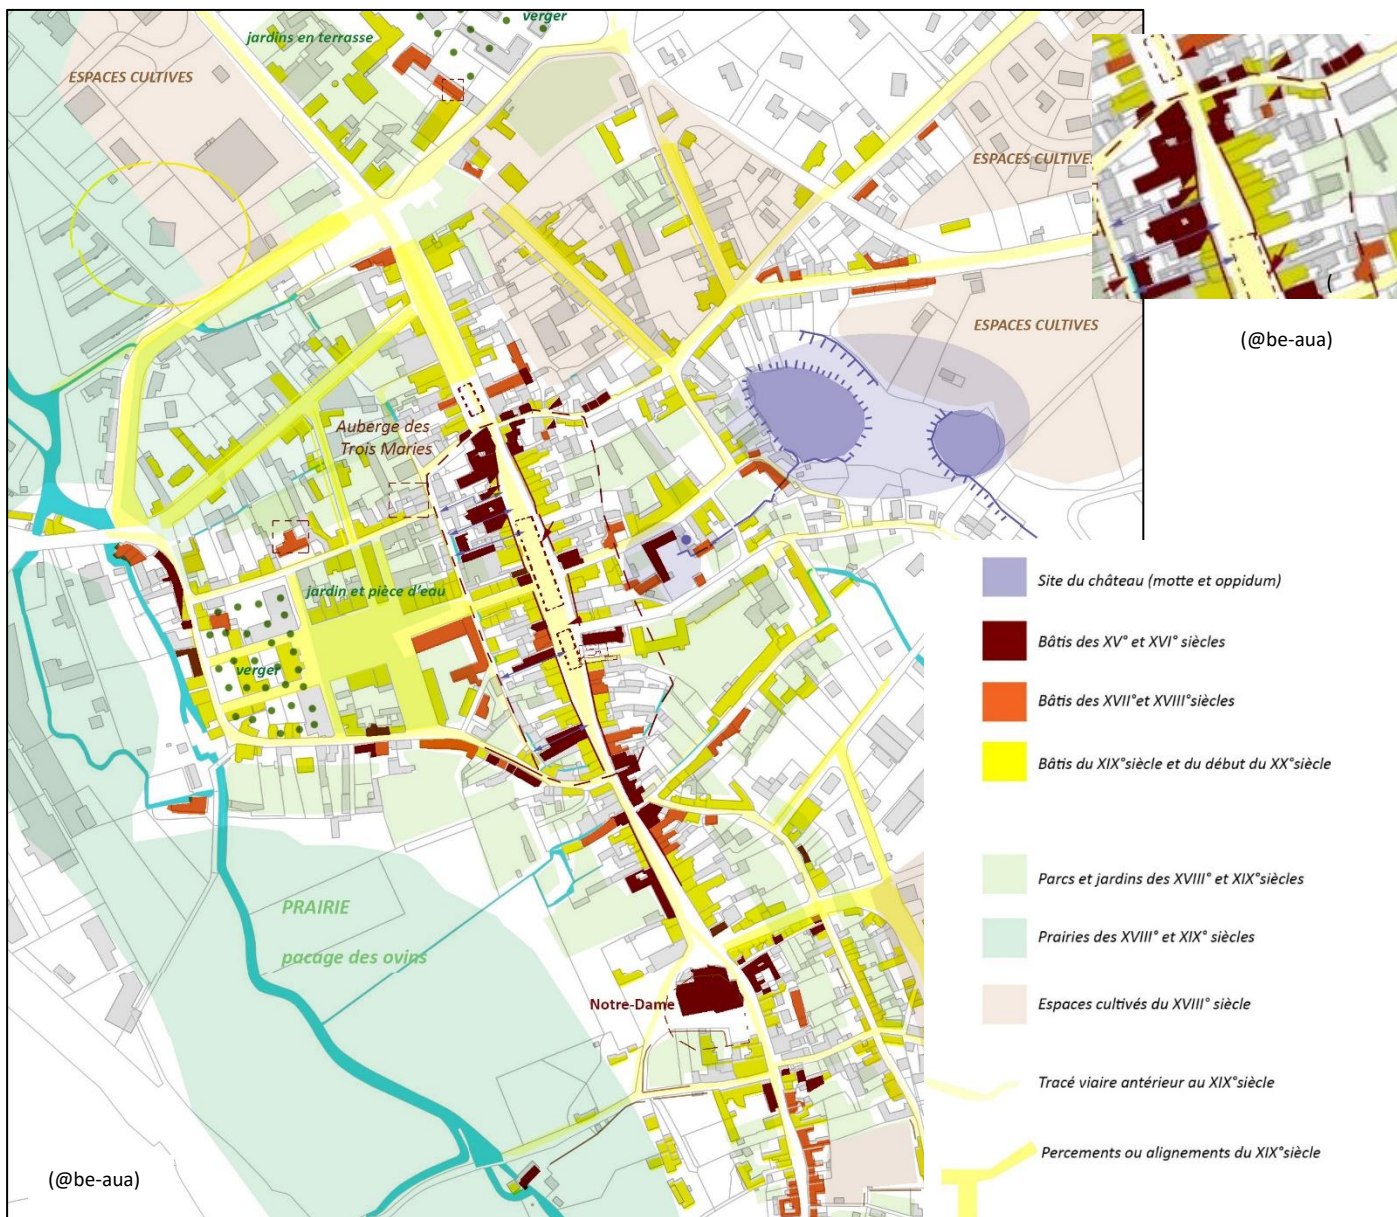 verger
jardins en terrasse
ESPACES CULTIVES
ESPACES CULTIVES
(
(@be-aua)
ESPACES CULTIVES
Auberge des
Trois Maries
jardin et pièce d'eau
verger
PRAIRIE
pacage des ovins
Notre-Dame
(@be-aua)
Site du château (motte et oppidum)
Bâtis des XV° et XVI° siècles
Bâtis des XVII°et XVIII°siècles
Bâtis du XIX°siècle et du début du XX°siècle
Parcs et jardins des XVIII° et XIX°siècles
Prairies des XVIII° et XIX° siècles
Espaces cultivés du XVIII° siècle
Tracé viaire antérieur au XIX°siècle
Percements ou alignements du XIX°siècle